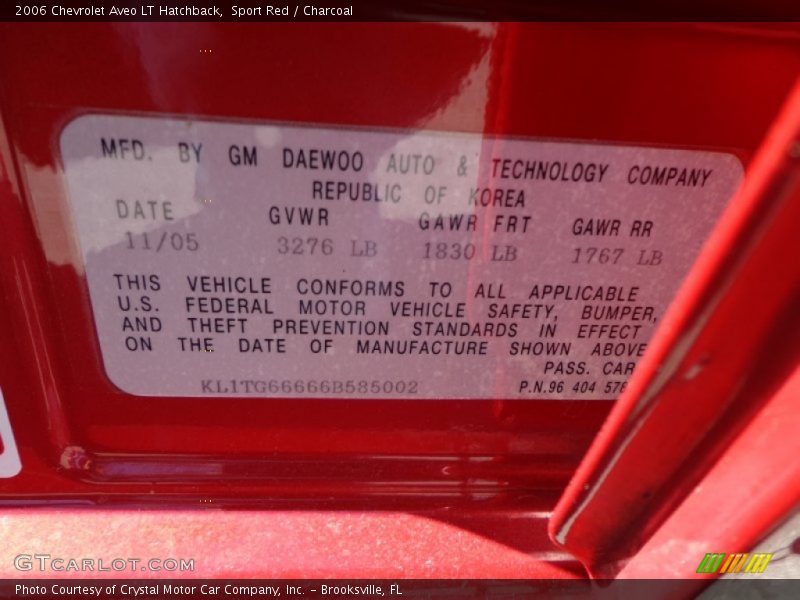 2006 Chevrolet Aveo LT Hatchback, Sport Red / Charcoal
MFD. BY GM DAEWOO AUTO & TECHNOLOGY COMPANY
REPUBLIC OF KOREA
DATE GVWR GAWR FRT GAWR RR
11/05 3276 LB 1830 LB 1767 LB
THIS VEHICLE CONFORMS TO ALL APPLICABLE
U.S. FEDERAL MOTOR VEHICLE SAFETY, BUMPER,
AND THEFT PREVENTION STANDARDS IN EFFECT
ON THE DATE OF MANUFACTURE SHOWN ABOVE
PASS. CAR
KL1TG66666B585002 P.N.96 404 578
GTCARLOT.COM
Photo Courtesy of Crystal Motor Car Company, Inc. – Brooksville, FL